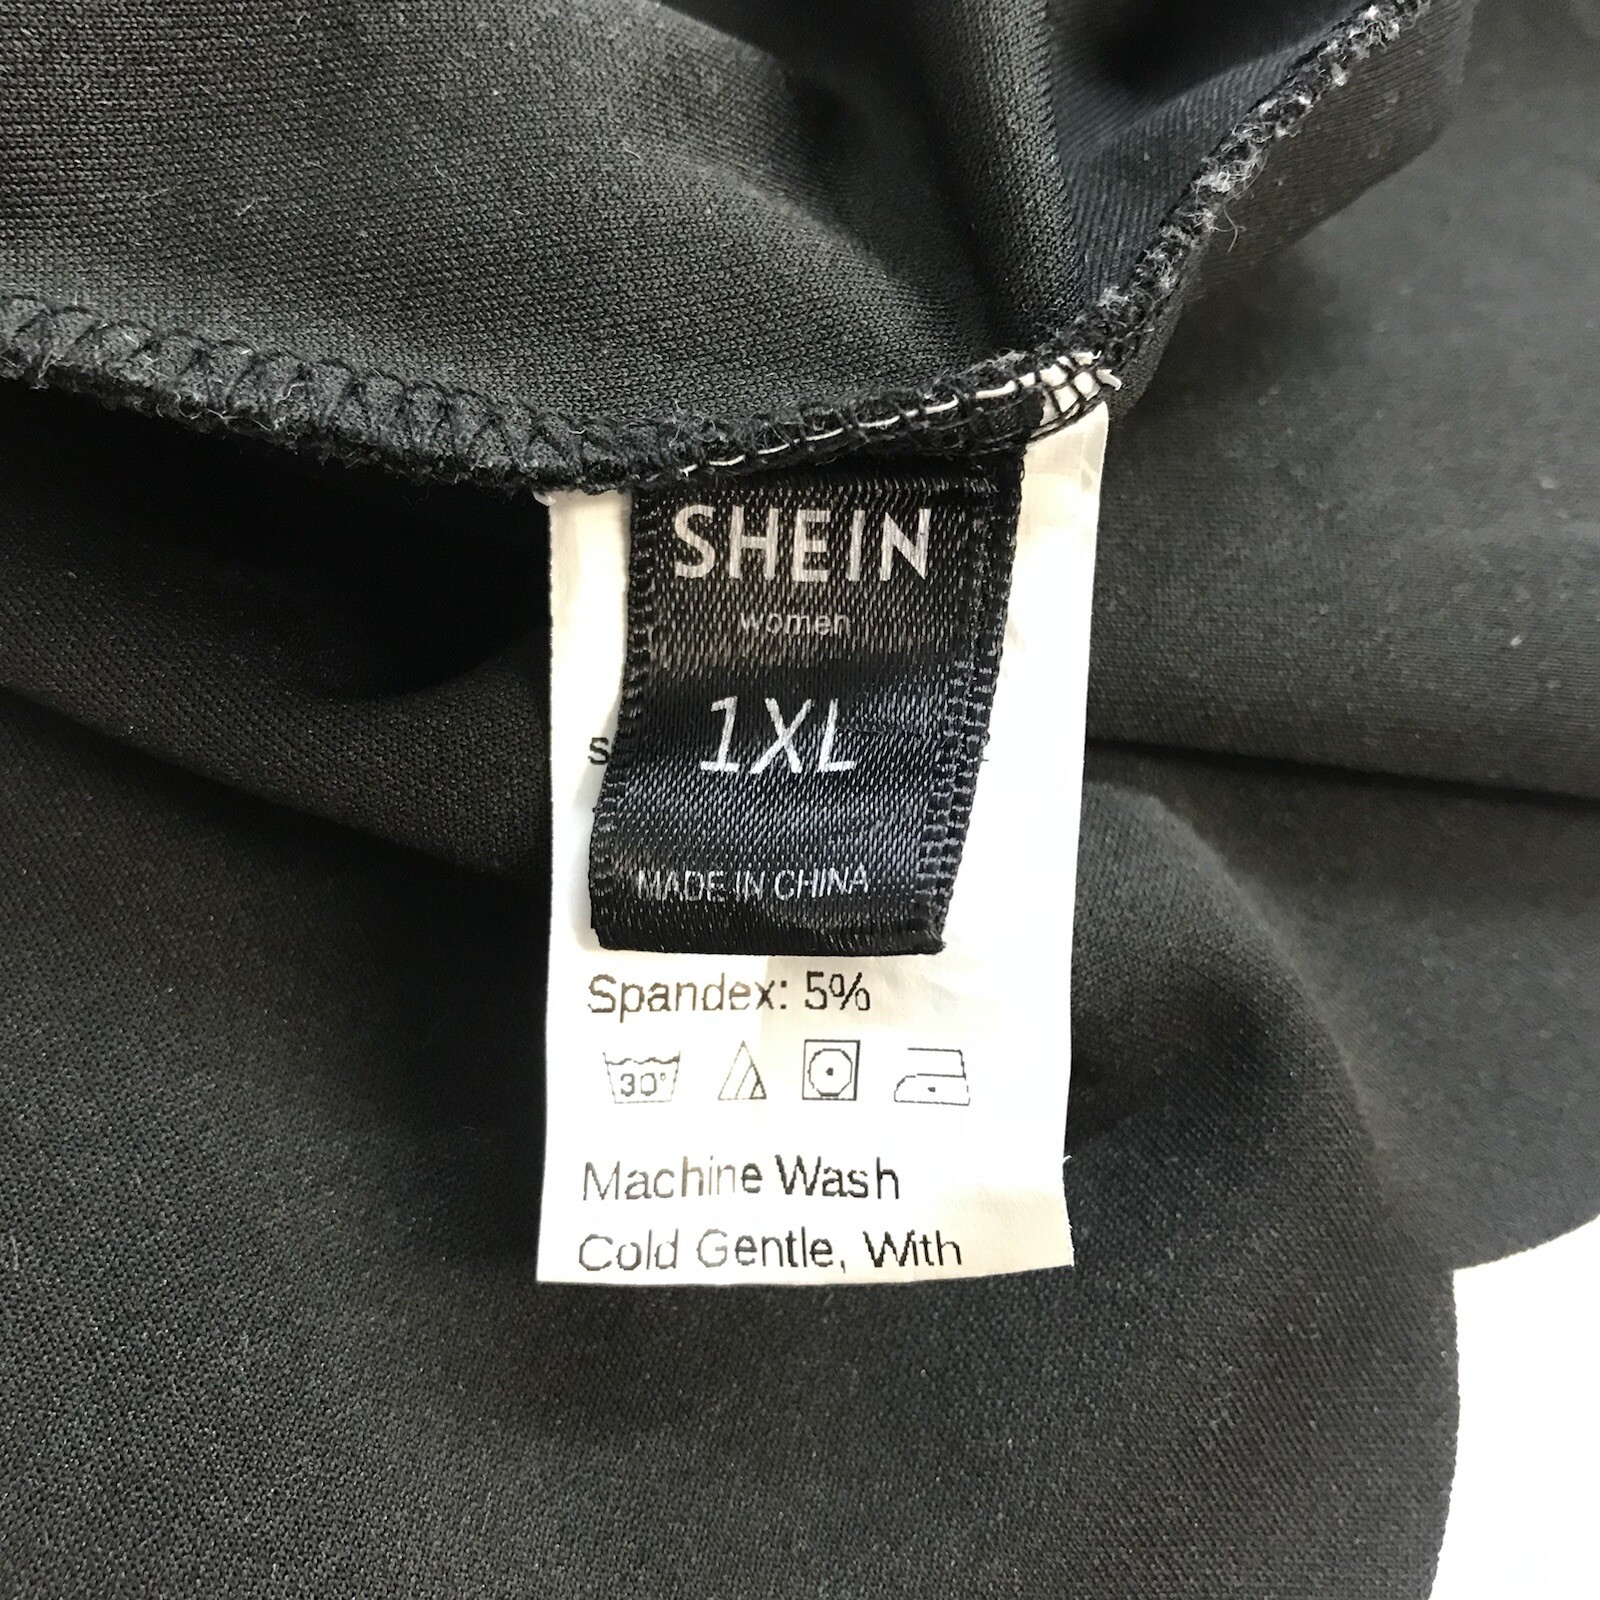 SHEIN
women
1XL
MADE IN CHINA
Spandex: 5%
30°
Machine Wash
Cold Gentle, With